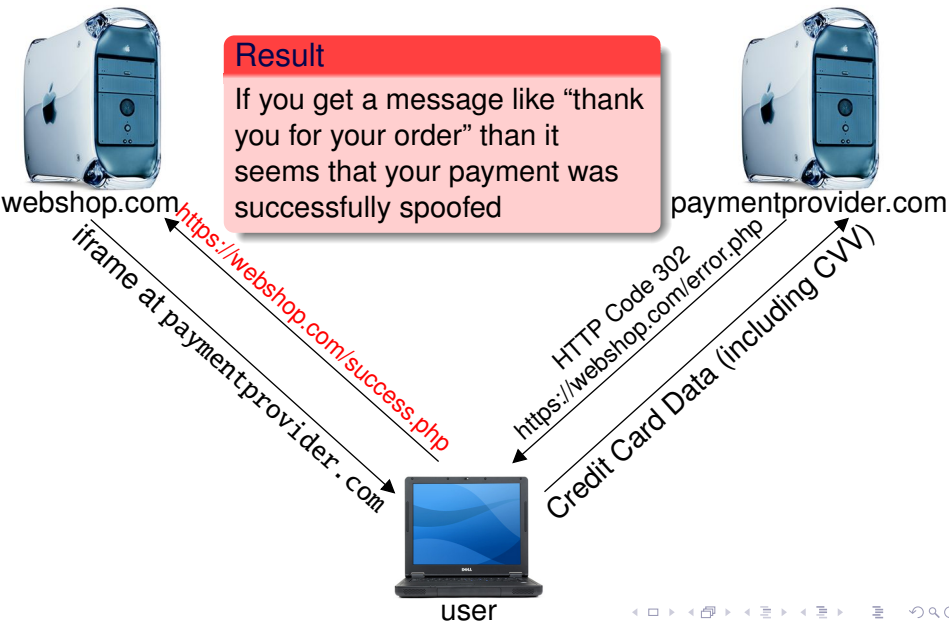 Result
If you get a message like “thank
you for your order” than it
seems that your payment was
successfully spoofed
webshop.com
paymentprovider.com
https://webshop.com/success.php
iframe at paymentprovider.com
HTTP Code 302
https://webshop.com/error.php
Credit Card Data (including CVV)
DELL
user